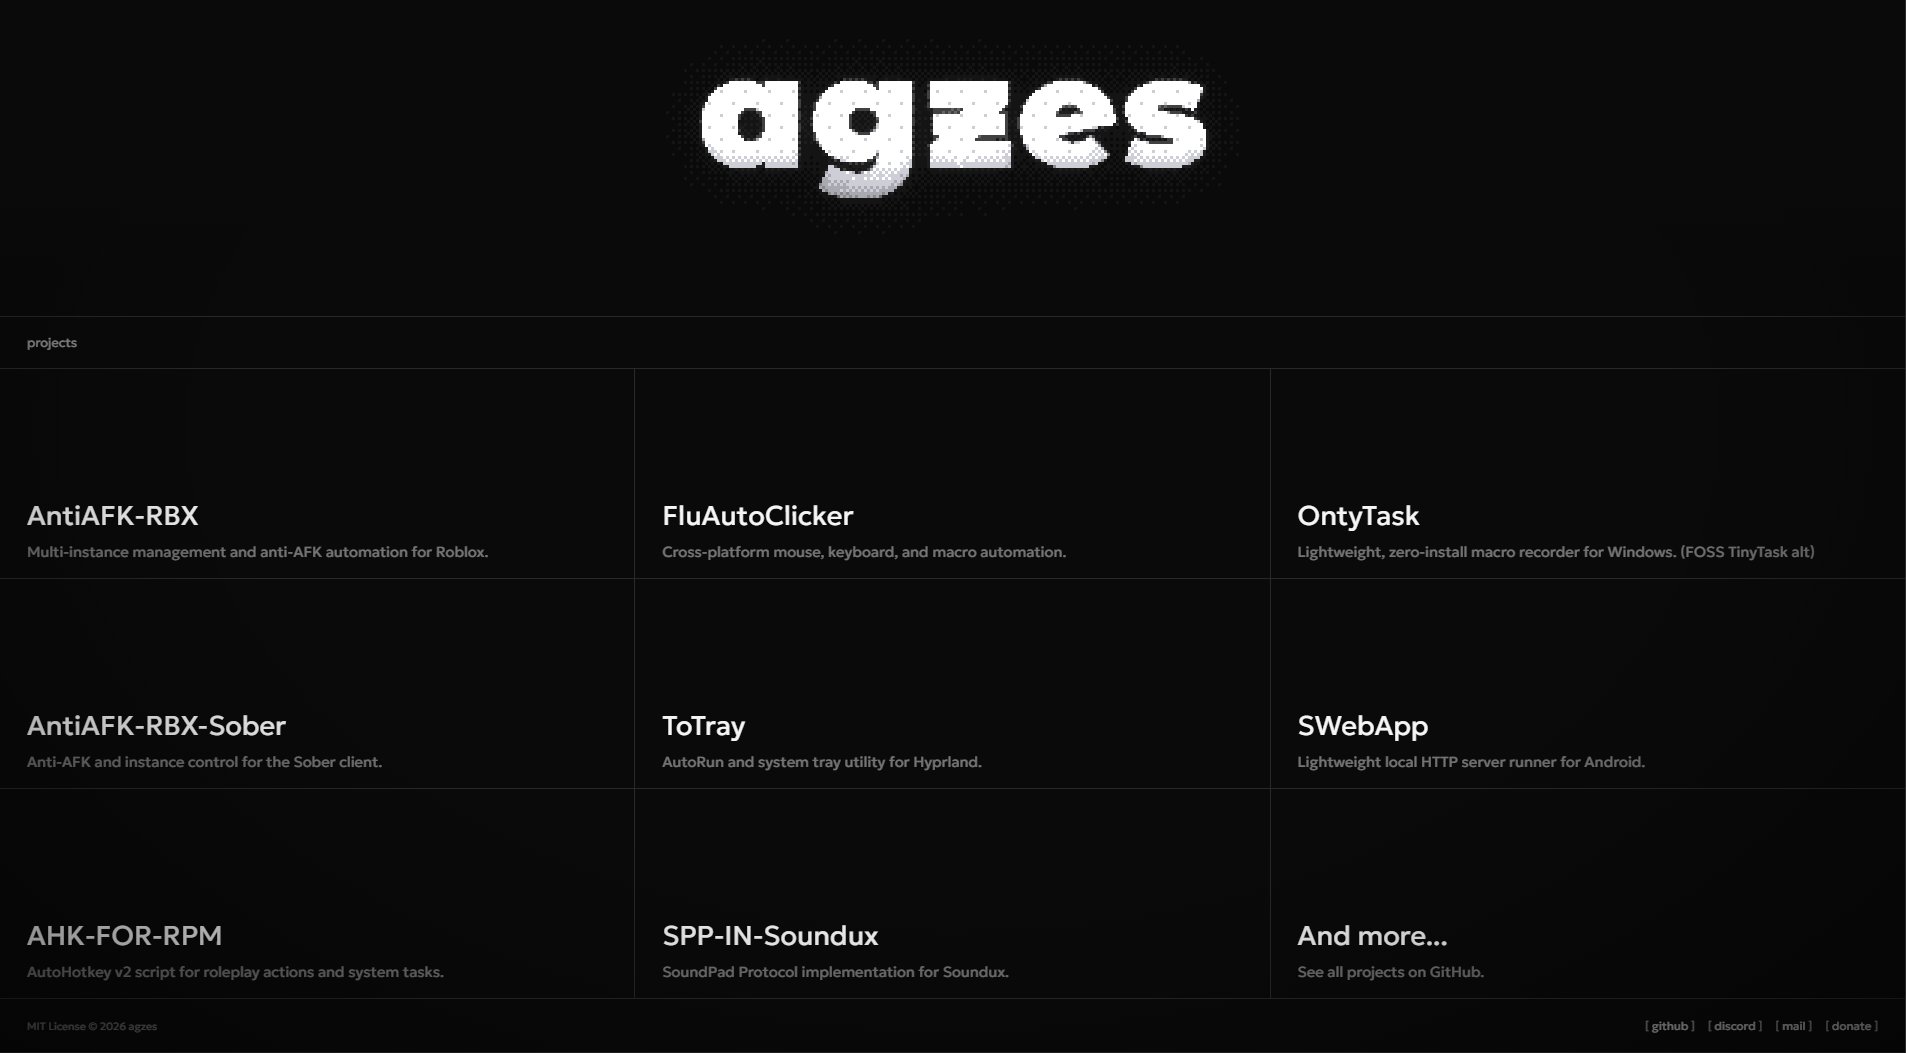 agzes
projects
AntiAFK-RBX
Multi-instance management and anti-AFK automation for Roblox.
FluAutoClicker
Cross-platform mouse, keyboard, and macro automation.
OntyTask
Lightweight, zero-install macro recorder for Windows. (FOSS TinyTask alt)
AntiAFK-RBX-Sober
Anti-AFK and instance control for the Sober client.
ToTray
AutoRun and system tray utility for Hyprland.
SWebApp
Lightweight local HTTP server runner for Android.
AHK-FOR-RPM
AutoHotkey v2 script for roleplay actions and system tasks.
SPP-IN-Soundux
SoundPad Protocol implementation for Soundux.
And more...
See all projects on GitHub.
MIT License © 2026 agzes
[ github ] [ discord ] [ mail ] [ donate ]